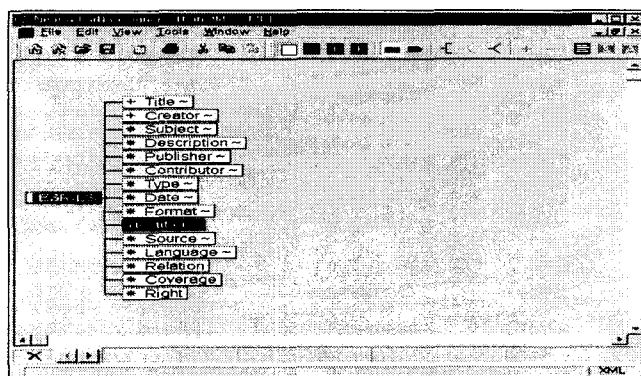 File Edit View Tools Window Help
+ Title ~
+ Creator ~
* Subject ~
* Description ~
* Publisher ~
* Contributor ~
* Type ~
* Date ~
* Format ~
* Source ~
* Language ~
* Relation
* Coverage
* Right
XML